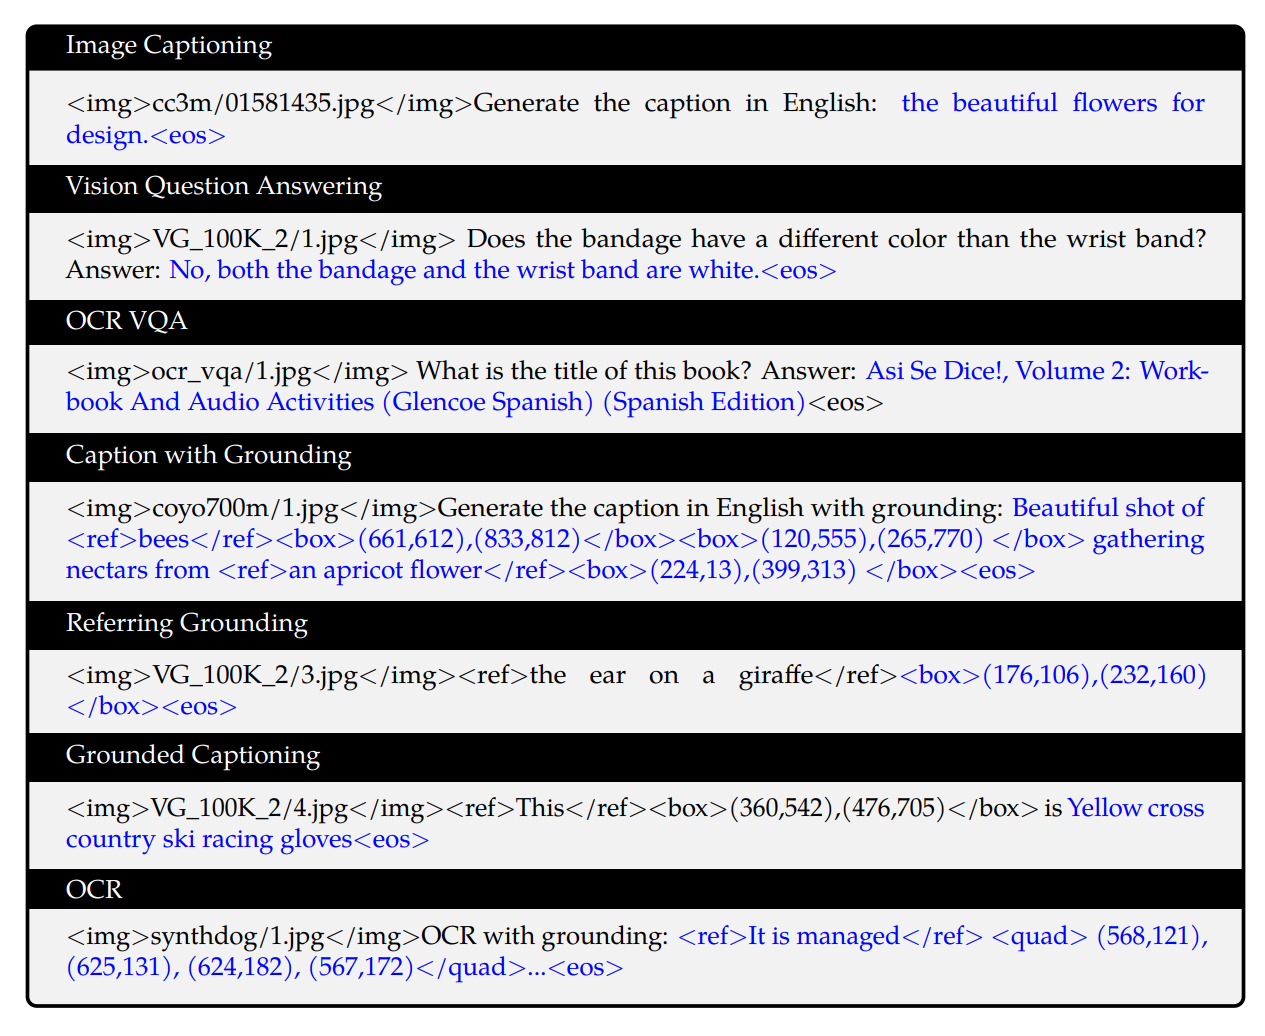 Image Captioning
<img>cc3m/01581435.jpg</img>Generate the caption in English: the beautiful flowers for
design.<eos>
Vision Question Answering
<img>VG_100K_2/1.jpg</img> Does the bandage have a different color than the wrist band?
Answer: No, both the bandage and the wrist band are white.<eos>
OCR VQA
<img>ocr_vqa/1.jpg</img> What is the title of this book? Answer: Asi Se Dice!, Volume 2: Work-
book And Audio Activities (Glencoe Spanish) (Spanish Edition)<eos>
Caption with Grounding
<img>coyo700m/1.jpg</img>Generate the caption in English with grounding: Beautiful shot of
<ref>bees</ref><box>(661,612),(833,812)</box><box>(120,555),(265,770) </box> gathering
nectars from <ref>an apricot flower</ref><box>(224,13),(399,313) </box><eos>
Referring Grounding
<img>VG_100K_2/3.jpg</img><ref>the ear on a giraffe</ref><box>(176,106),(232,160)
</box><eos>
Grounded Captioning
<img>VG_100K_2/4.jpg</img><ref>This</ref><box>(360,542),(476,705)</box> is Yellow cross
country ski racing gloves<eos>
OCR
<img>synthdog/1.jpg</img>OCR with grounding: <ref>It is managed</ref> <quad> (568,121),
(625,131), (624,182), (567,172)</quad>...<eos>